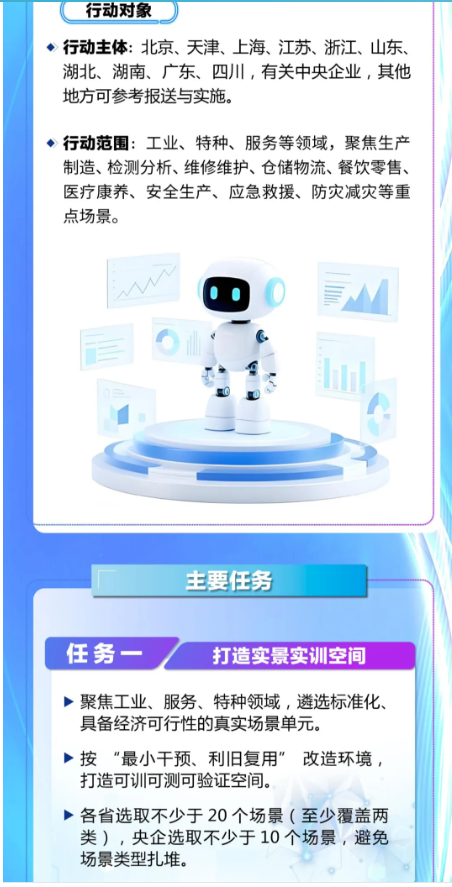 行动对象
行动主体：北京、天津、上海、江苏、浙江、山东、
湖北、湖南、广东、四川，有关中央企业，其他
地方可参考报送与实施。
行动范围：工业、特种、服务等领域，聚焦生产
制造、检测分析、维修维护、仓储物流、餐饮零售、
医疗康养、安全生产、应急救援、防灾减灾等重
点场景。
主要任务
任务一
打造实景实训空间
聚焦工业、服务、特种领域，遴选标准化、
具备经济可行性的真实场景单元。
按 “最小干预、利旧复用” 改造环境，
打造可训可测可验证空间。
各省选取不少于 20 个场景（至少覆盖两
类），央企选取不少于 10 个场景，避免
场景类型扎堆。